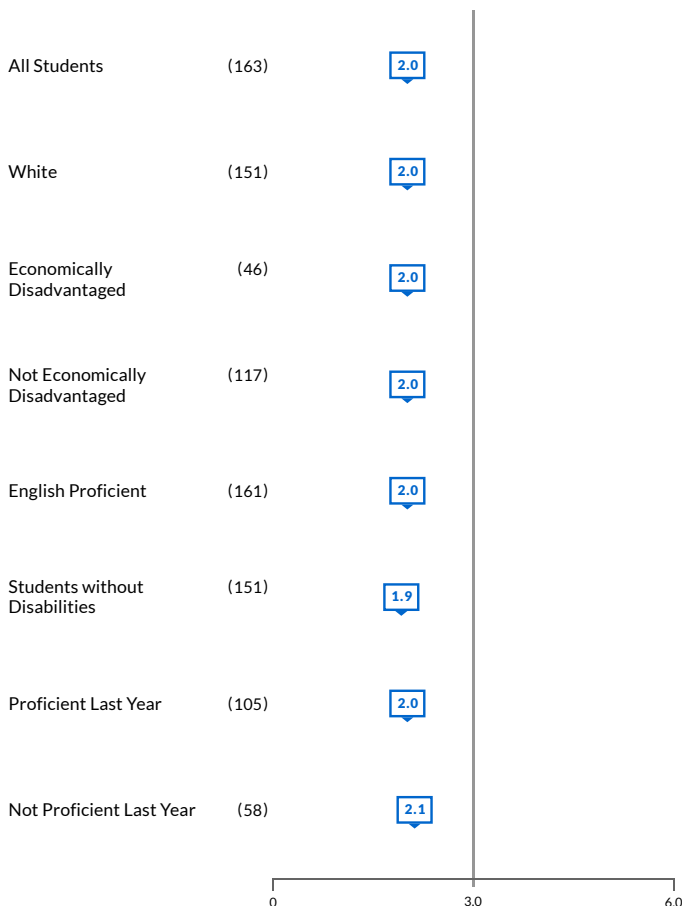 All Students (163) 2.0
White (151) 2.0
Economically
Disadvantaged (46) 2.0
Not Economically
Disadvantaged (117) 2.0
English Proficient (161) 2.0
Students without
Disabilities (151) 1.9
Proficient Last Year (105) 2.0
Not Proficient Last Year (58) 2.1
0 3.0 6.0